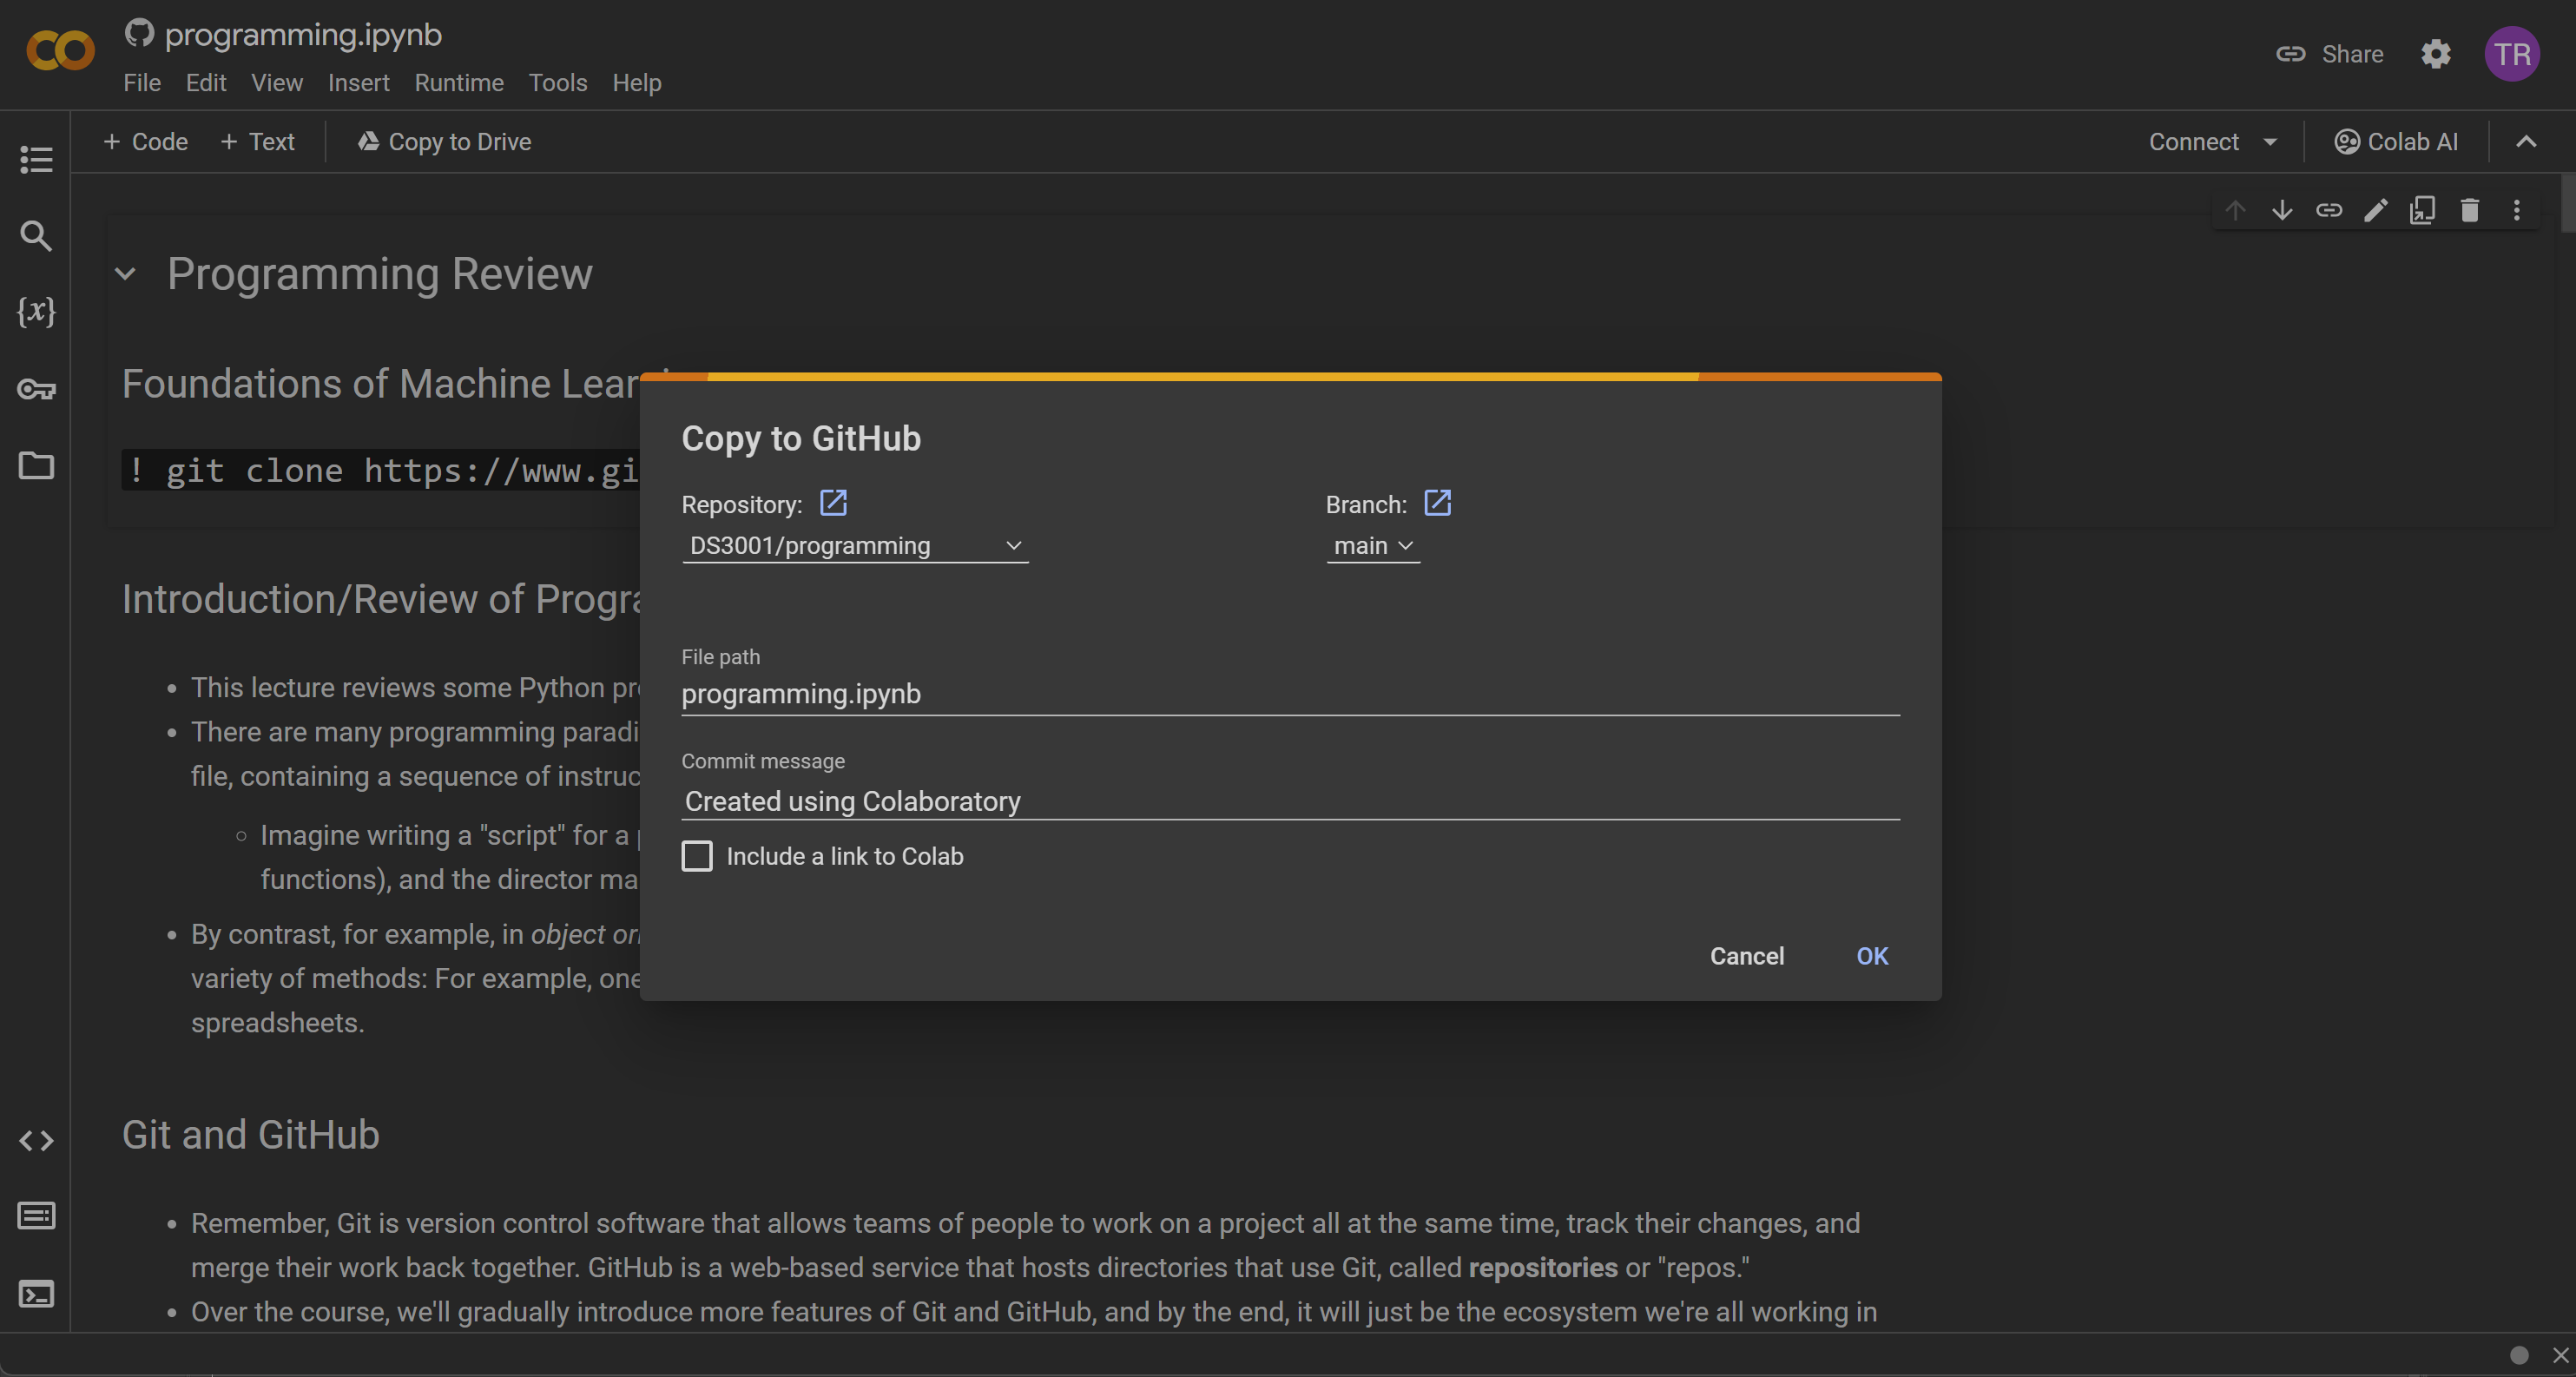 programming.ipynb
File Edit View Insert Runtime Tools Help
Share
TR
+ Code + Text Copy to Drive
Connect Colab AI
{x}
Programming Review
Foundations of Machine
! git clone https://www.gi
Introduction/Review of
This lecture reviews some Python
There are many programming
file, containing a sequence of
Imagine writing a "script" for a
functions), and the director
By contrast, for example, in object
variety of methods: For example, one
spreadsheets.
Copy to GitHub
Repository: Branch:
DS3001/programming main
File path
programming.ipynb
Commit message
Created using Colaboratory
Include a link to Colab
Cancel OK
Git and GitHub
Remember, Git is version control software that allows teams of people to work on a project all at the same time, track their changes, and
merge their work back together. GitHub is a web-based service that hosts directories that use Git, called repositories or "repos."
Over the course, we'll gradually introduce more features of Git and GitHub, and by the end, it will just be the ecosystem we're all working in